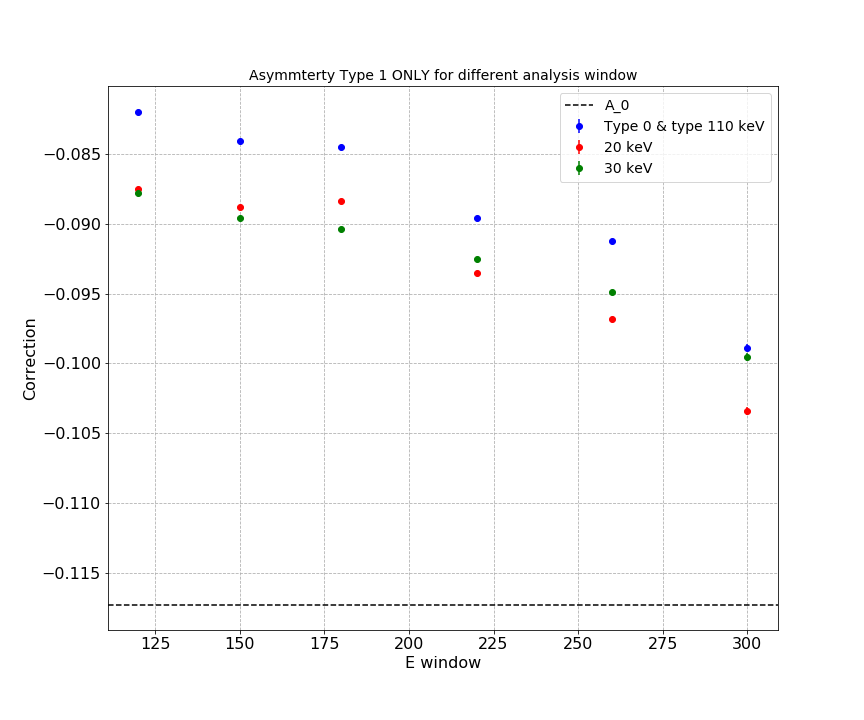 Asymmterty Type 1 ONLY for different analysis window
A_0
Type 0 & type 110 keV
20 keV
30 keV
−0.085
−0.090
−0.095
−0.100
−0.105
−0.110
−0.115
Correction
125 150 175 200 225 250 275 300
E window